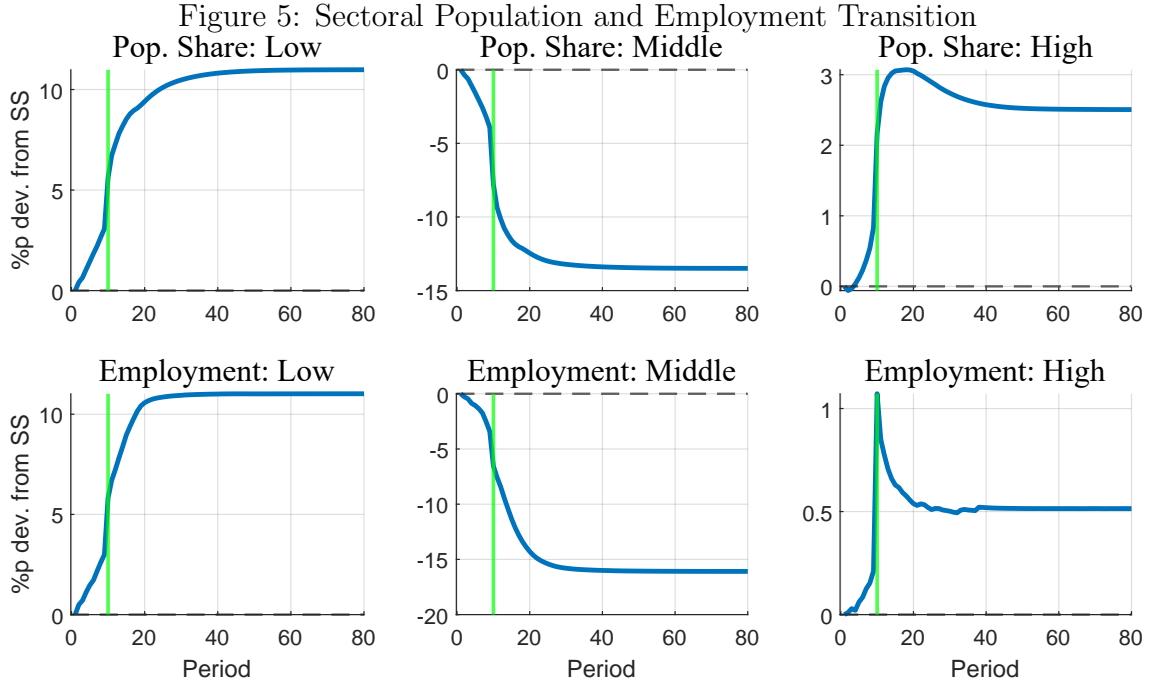 Figure 5: Sectoral Population and Employment Transition
Pop. Share: Low
%p dev. from SS
10
5
0
0 20 40 60 80
Pop. Share: Middle
0
-5
-10
-15
0 20 40 60 80
Pop. Share: High
3
2
1
0
0 20 40 60 80
Employment: Low
%p dev. from SS
10
5
0
0 20 40 60 80
Period
Employment: Middle
0
-5
-10
-15
-20
0 20 40 60 80
Period
Employment: High
1
0.5
0
0 20 40 60 80
Period